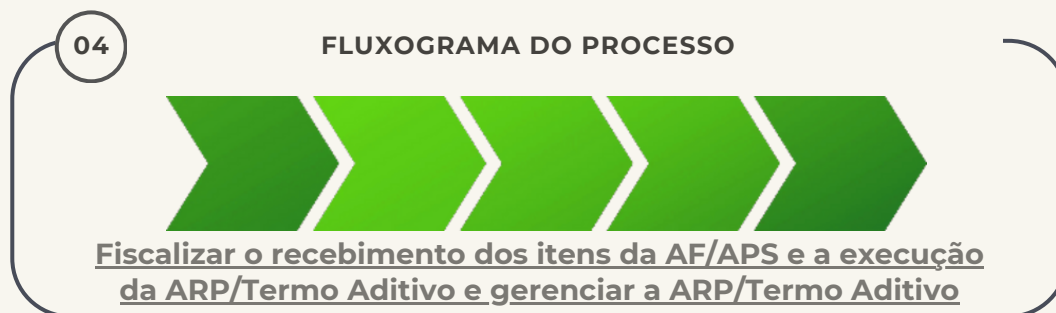 04
FLUXOGRAMA DO PROCESSO
Fiscalizar o recebimento dos itens da AF/APS e a execução
da ARP/Termo Aditivo e gerenciar a ARP/Termo Aditivo